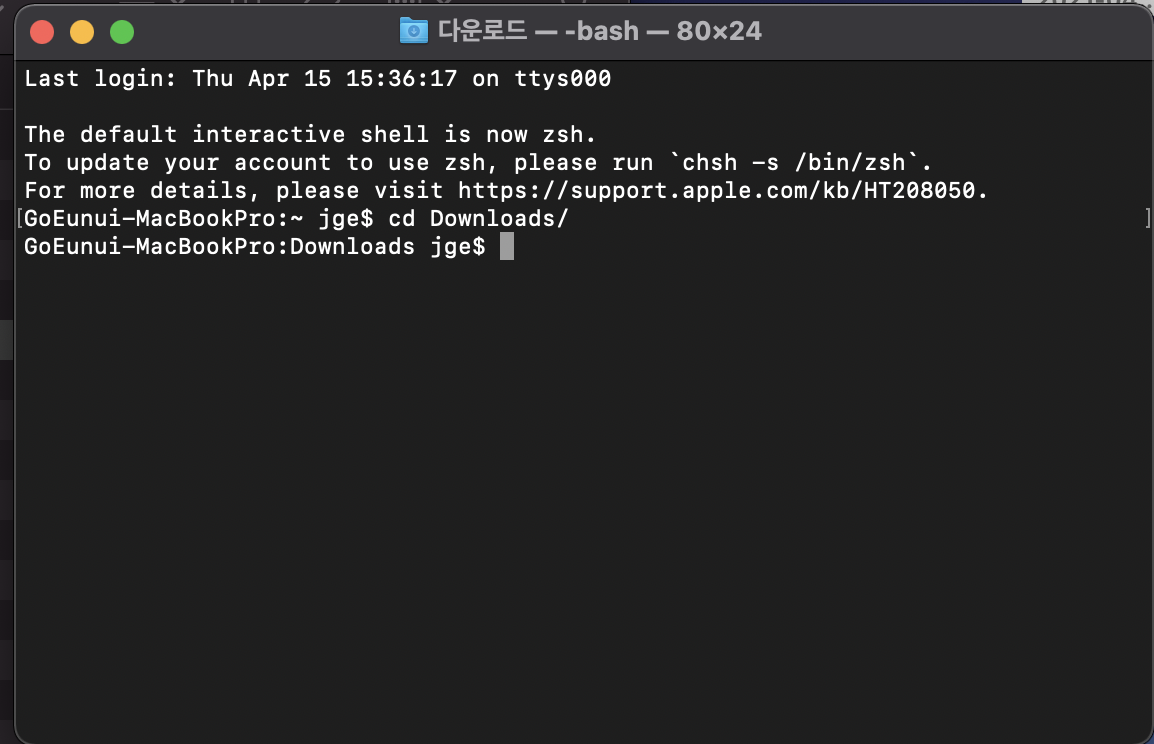 다운로드 — -bash — 80×24
Last login: Thu Apr 15 15:36:17 on ttys000
The default interactive shell is now zsh.
To update your account to use zsh, please run `chsh -s /bin/zsh`.
For more details, please visit https://support.apple.com/kb/HT208050.
[GoEunui-MacBookPro:~ jge$ cd Downloads/ ]
GoEunui-MacBookPro:Downloads jge$